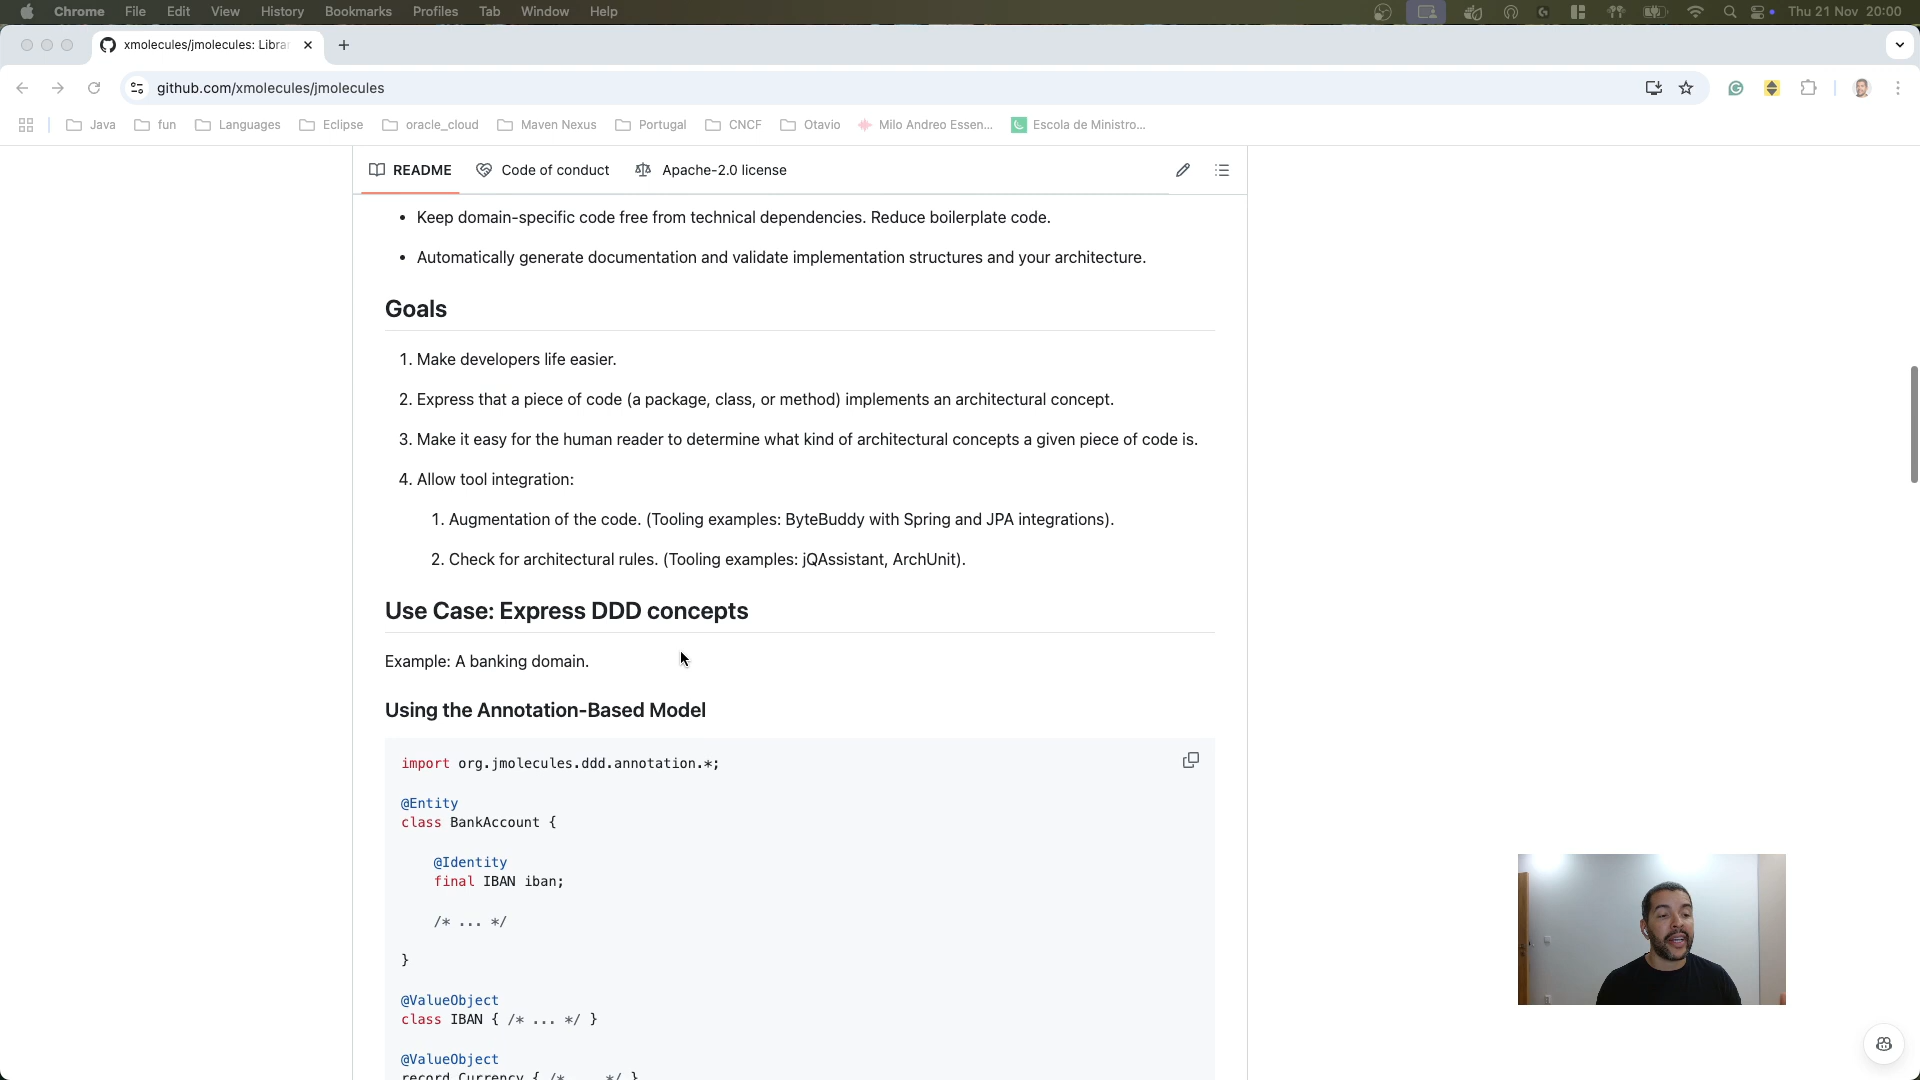 Chrome File Edit View History Bookmarks Profiles Tab Window Help Thu 21 Nov 20:00
xmolecules/jmolecules: Libra
github.com/xmolecules/jmolecules
Java fun Languages Eclipse oracle_cloud Maven Nexus Portugal CNCF Otavio Milo Andreo Essen... Escola de Ministro...
README Code of conduct Apache-2.0 license
• Keep domain-specific code free from technical dependencies. Reduce boilerplate code.
• Automatically generate documentation and validate implementation structures and your architecture.
Goals
1. Make developers life easier.
2. Express that a piece of code (a package, class, or method) implements an architectural concept.
3. Make it easy for the human reader to determine what kind of architectural concepts a given piece of code is.
4. Allow tool integration:
1. Augmentation of the code. (Tooling examples: ByteBuddy with Spring and JPA integrations).
2. Check for architectural rules. (Tooling examples: jQAssistant, ArchUnit).
Use Case: Express DDD concepts
Example: A banking domain.
Using the Annotation-Based Model
import org.jmolecules.ddd.annotation.*;
@Entity
class BankAccount {
@Identity
final IBAN iban;
/* ... */
}
@ValueObject
class IBAN { /* ... */ }
@ValueObject
record Currency { /* ... */ }